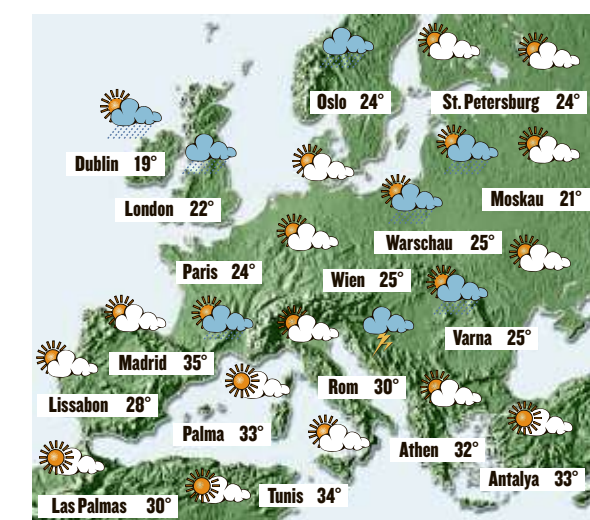 Oslo 24°
St. Petersburg 24°
Dublin 19°
Moskau 21°
London 22°
Warschau 25°
Paris 24°
Wien 25°
Varna 25°
Madrid 35°
Rom 30°
Lissabon 28°
Palma 33°
Athen 32°
Antalya 33°
Las Palmas 30°
Tunis 34°